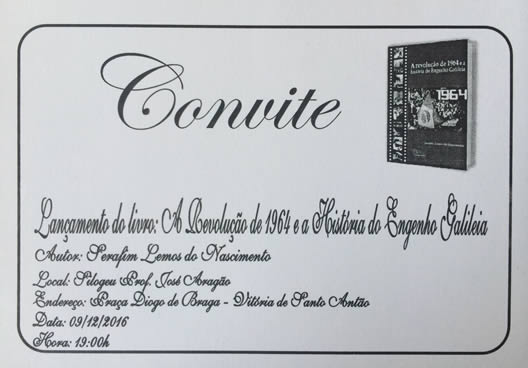 Convite
A revolução de 1964 e a
história do Engenho Galileia
1964
Lançamento do livro: A Revolução de 1964 e a História do Engenho Galileia
Autor: Serafim Lemos do Nascimento
Local: Silogeu Prof. José Aragão
Endereço: Praça Diogo de Braga - Vitória de Santo Antão
Data: 09/12/2016
Hora: 19:00h